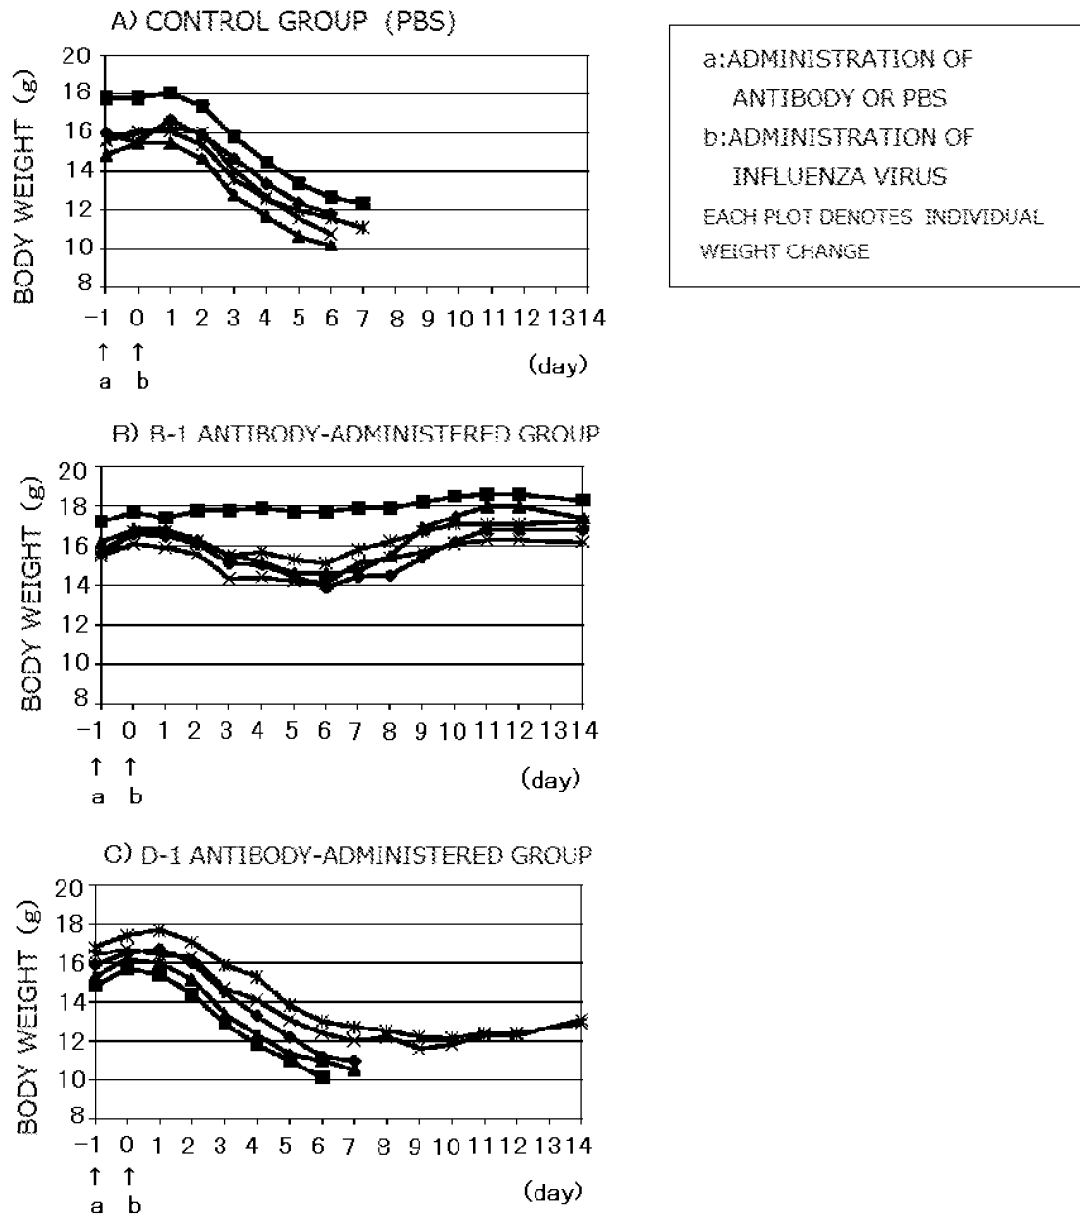 A) CONTROL GROUP (PBS)
BODY WEIGHT (g)
20
18
16
14
12
10
8
-1 0 1 2 3 4 5 6 7 8 9 10 11 12 13 14
↑ ↑
a b
(day)
a:ADMINISTRATION OF
ANTIBODY OR PBS
b:ADMINISTRATION OF
INFLUENZA VIRUS
EACH PLOT DENOTES INDIVIDUAL
WEIGHT CHANGE
B) B-1 ANTIBODY-ADMINISTERED GROUP
BODY WEIGHT (g)
20
18
16
14
12
10
8
-1 0 1 2 3 4 5 6 7 8 9 10 11 12 13 14
↑ ↑
a b
(day)
C) D-1 ANTIBODY-ADMINISTERED GROUP
BODY WEIGHT (g)
20
18
16
14
12
10
8
-1 0 1 2 3 4 5 6 7 8 9 10 11 12 13 14
↑ ↑
a b
(day)